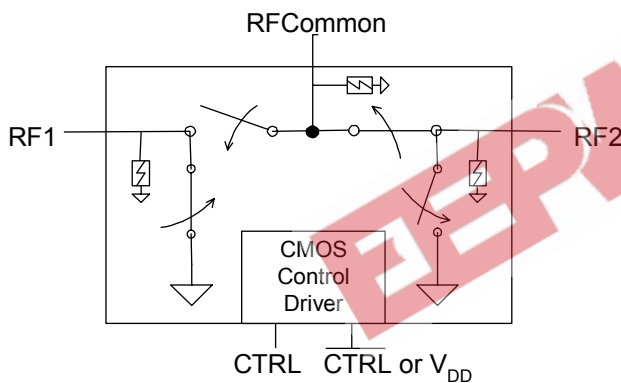 RFCommon
RF1
RF2
CMOS
Control
Driver
CTRL
CTRL or VDD